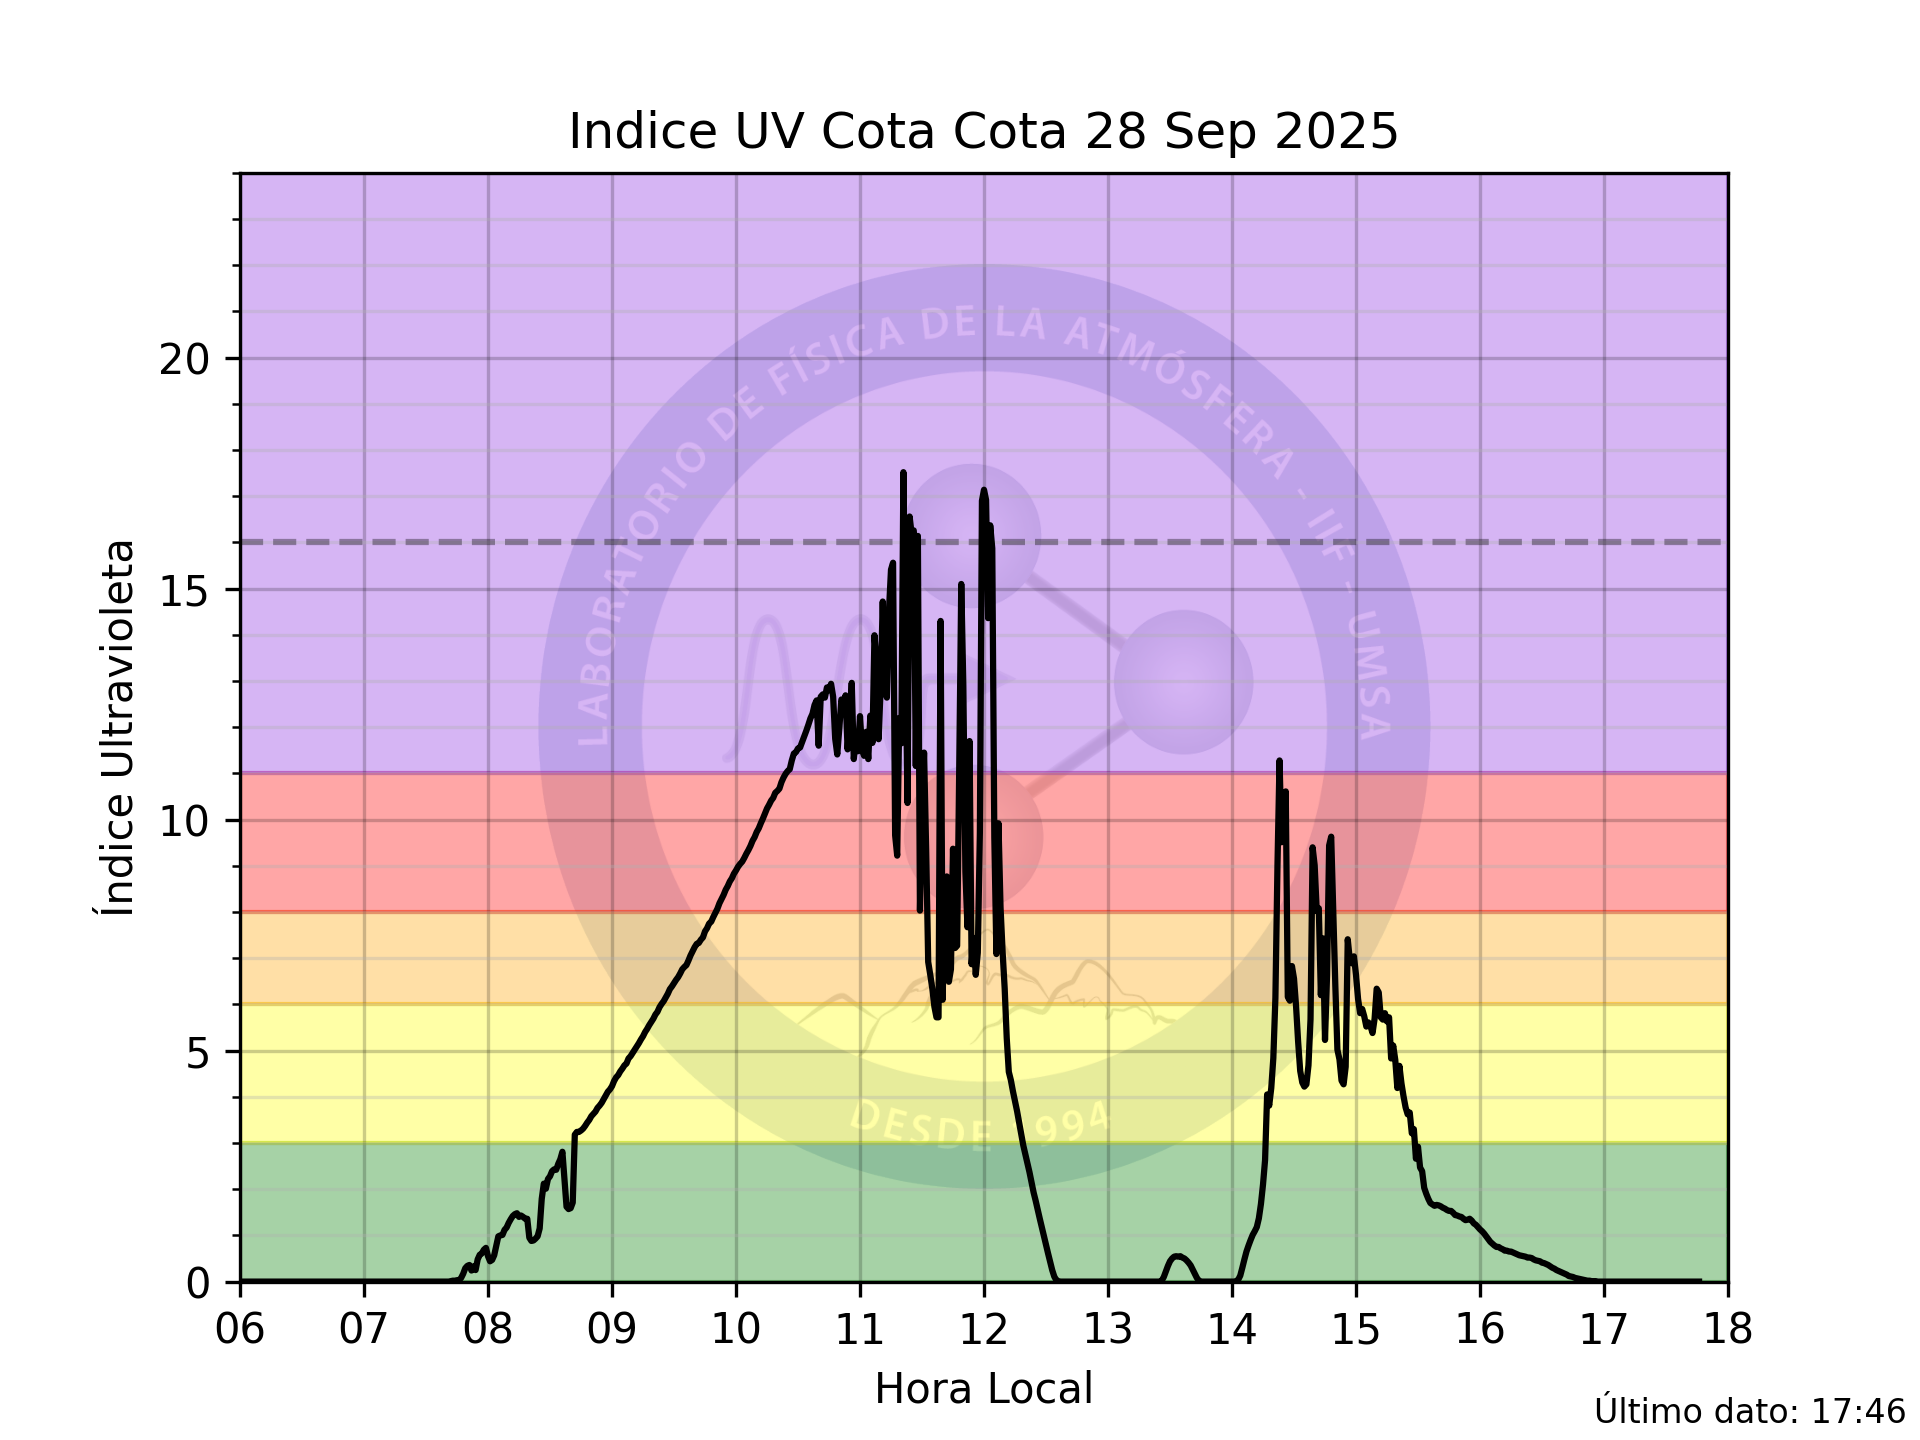 Indice UV Cota Cota 28 Sep 2025
Índice Ultravioleta
20
15
10
5
0
LABORATORIO DE FÍSICA DE LA ATMÓSFERA - IIF - UMSA
DESDE 1994
06 07 08 09 10 11 12 13 14 15 16 17 18
Hora Local
Último dato: 17:46